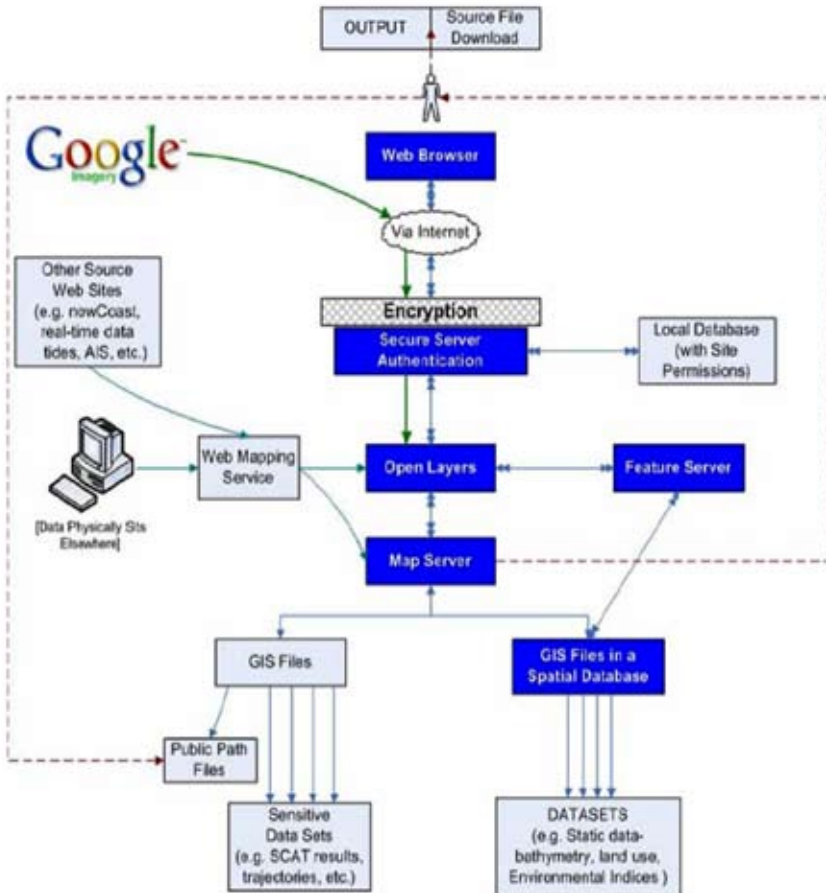 OUTPUT
Source File
Download
Google™
Imagery
Web Browser
Via Internet
Other Source
Web Sites
(e.g. nowCoast,
real-time data
tides, AIS, etc.)
Encryption
Secure Server
Authentication
Local Database
(with Site
Permissions)
Web Mapping
Service
Open Layers
Feature Server
[Data Physically Sits
Elsewhere]
Map Server
GIS Files
GIS Files in a
Spatial Database
Public Path
Files
Sensitive
Data Sets
(e.g. SCAT results,
trajectories, etc.)
DATASETS
(e.g. Static data-
bathymetry, land use,
Environmental Indices )